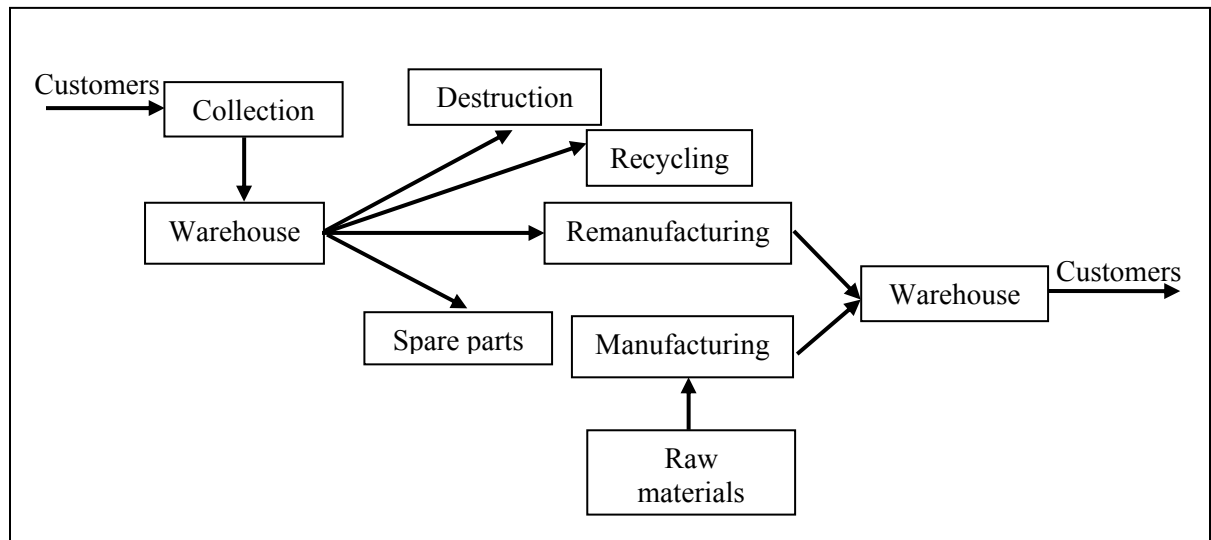 Customers
Collection
Destruction
Recycling
Warehouse
Remanufacturing
Customers
Warehouse
Spare parts
Manufacturing
Raw
materials